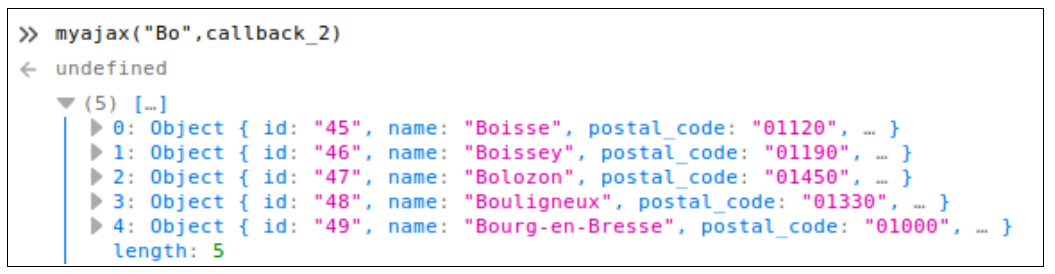 >> myajax("Bo",callback_2)
← undefined
▼ (5) […]
▶ 0: Object { id: "45", name: "Boisse", postal_code: "01120", … }
▶ 1: Object { id: "46", name: "Boissey", postal_code: "01190", … }
▶ 2: Object { id: "47", name: "Bolozon", postal_code: "01450", … }
▶ 3: Object { id: "48", name: "Bouligneux", postal_code: "01330", … }
▶ 4: Object { id: "49", name: "Bourg-en-Bresse", postal_code: "01000", … }
length: 5